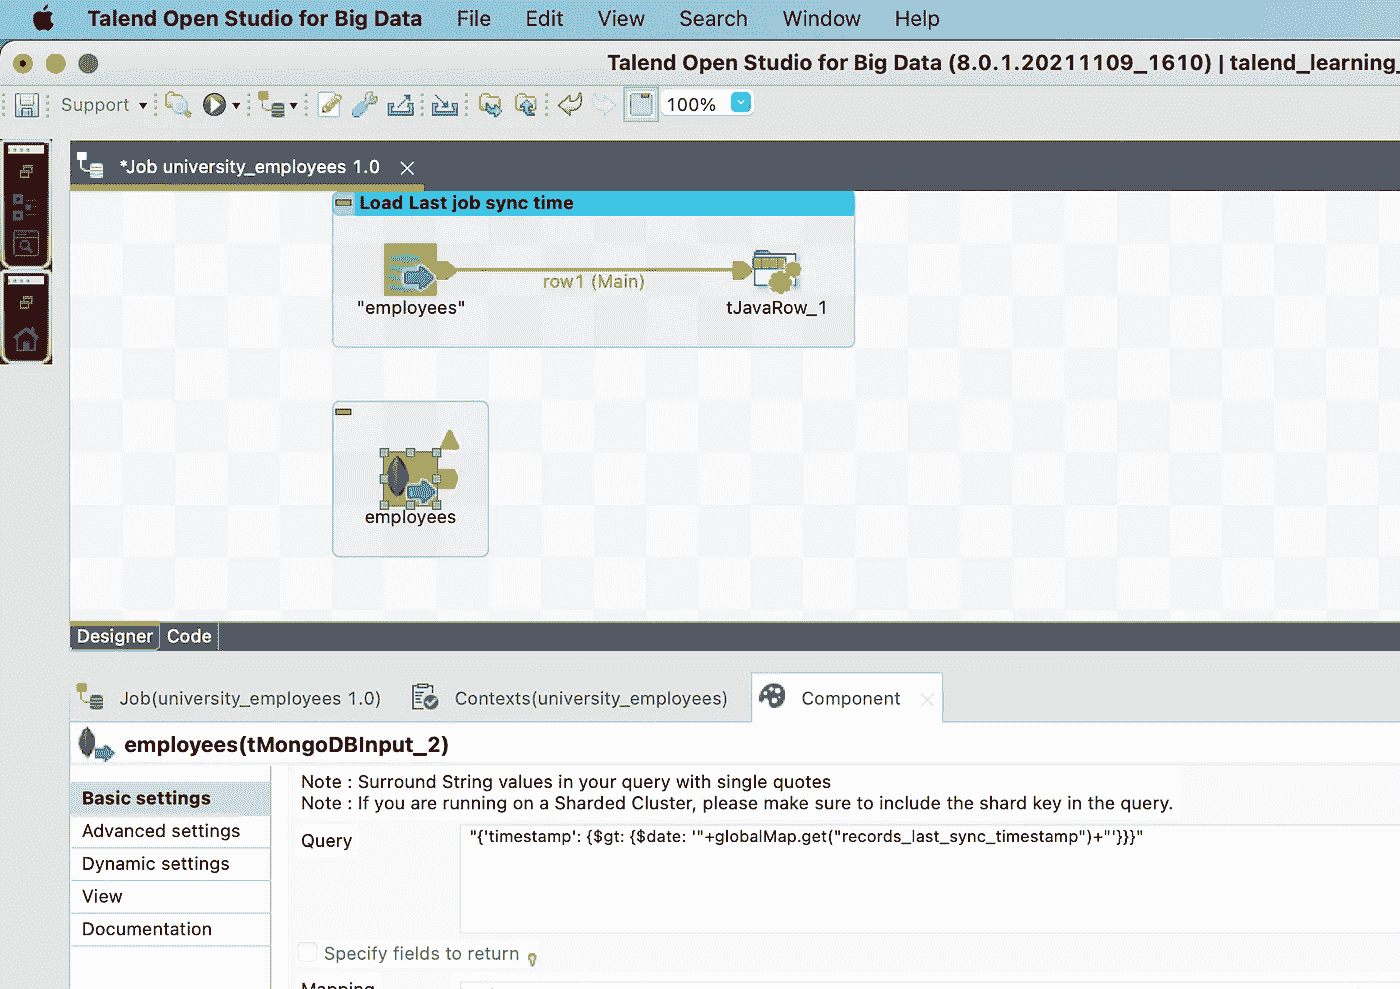 Talend Open Studio for Big Data File Edit View Search Window Help
Talend Open Studio for Big Data (8.0.1.20211109_1610) | talend_learning_
Support 100%
*Job university_employees 1.0
Load Last job sync time
row1 (Main)
"employees" tJavaRow_1
employees
Designer Code
Job(university_employees 1.0) Contexts(university_employees) Component
employees(tMongoDBInput_2)
Basic settings
Advanced settings
Dynamic settings
View
Documentation
Note : Surround String values in your query with single quotes
Note : If you are running on a Sharded Cluster, please make sure to include the shard key in the query.
Query "{'timestamp': {$gt: {$date: '"+globalMap.get("records_last_sync_timestamp")+"'}}}"
Specify fields to return
Mapping